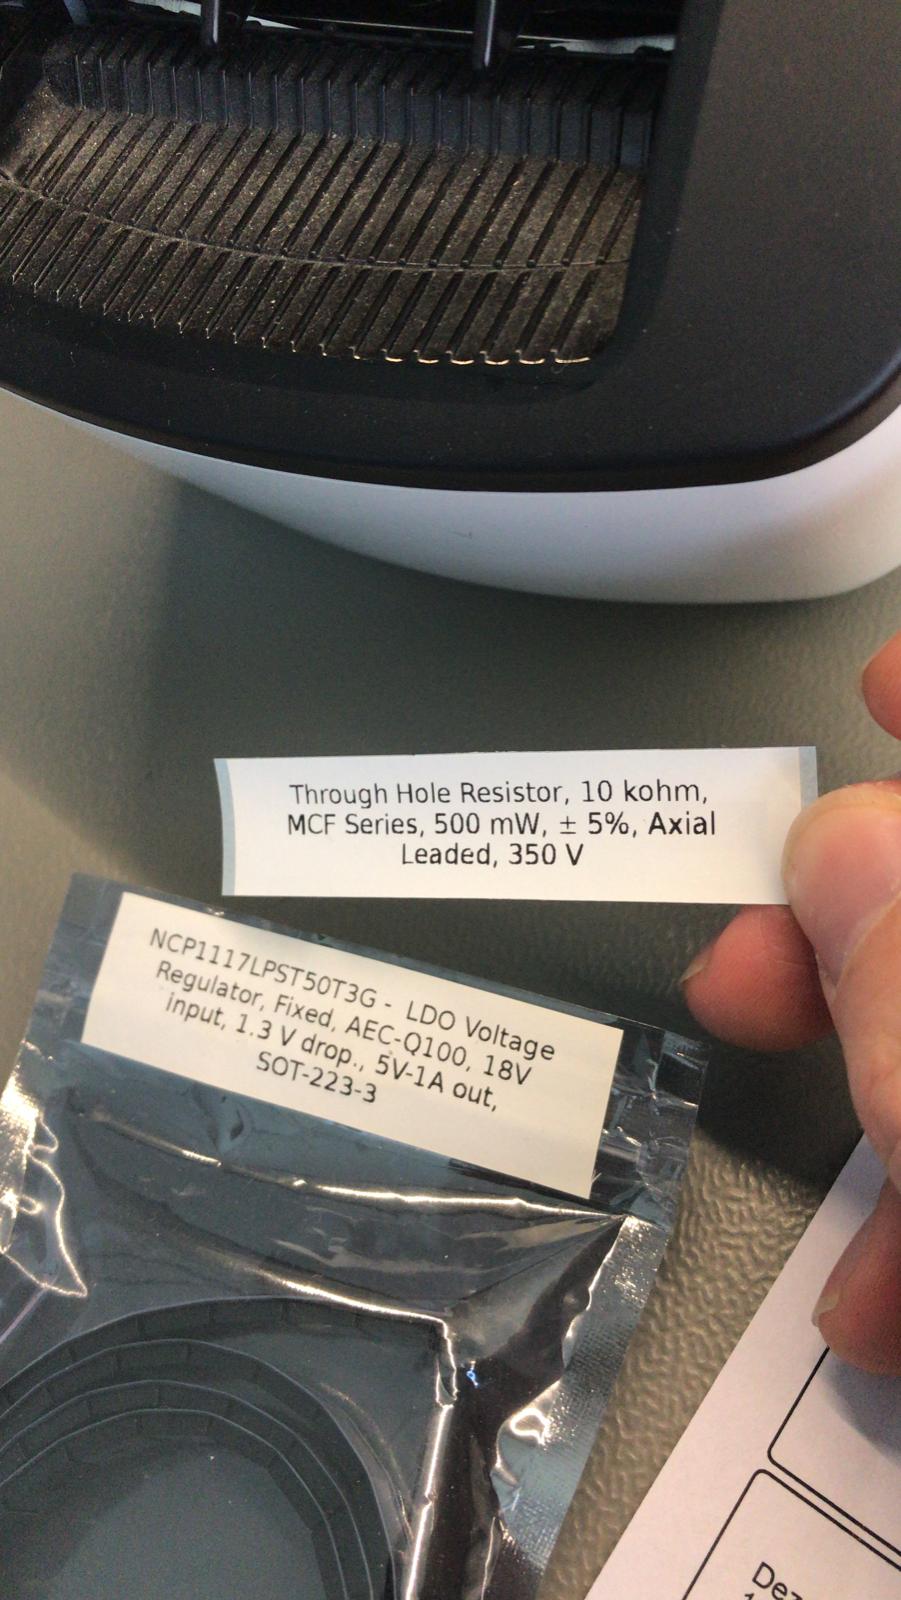 Through Hole Resistor, 10 kohm,
MCF Series, 500 mW, ± 5%, Axial
Leaded, 350 V
NCP1117LPST50T3G - LDO Voltage
Regulator, Fixed, AEC-Q100, 18V
input, 1.3 V drop., 5V-1A out,
SOT-223-3